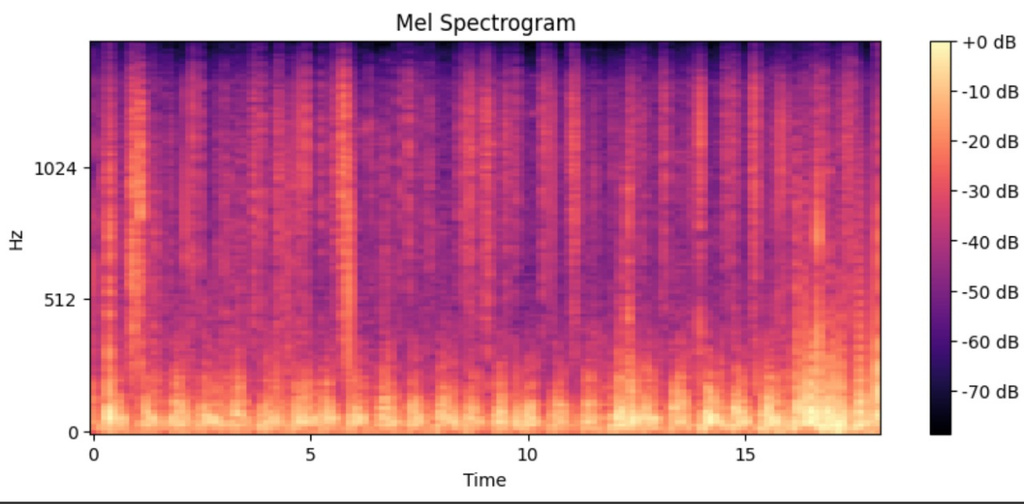 Mel Spectrogram
+0 dB
-10 dB
-20 dB
-30 dB
-40 dB
-50 dB
-60 dB
-70 dB
1024
512
0
Hz
0 5 10 15
Time